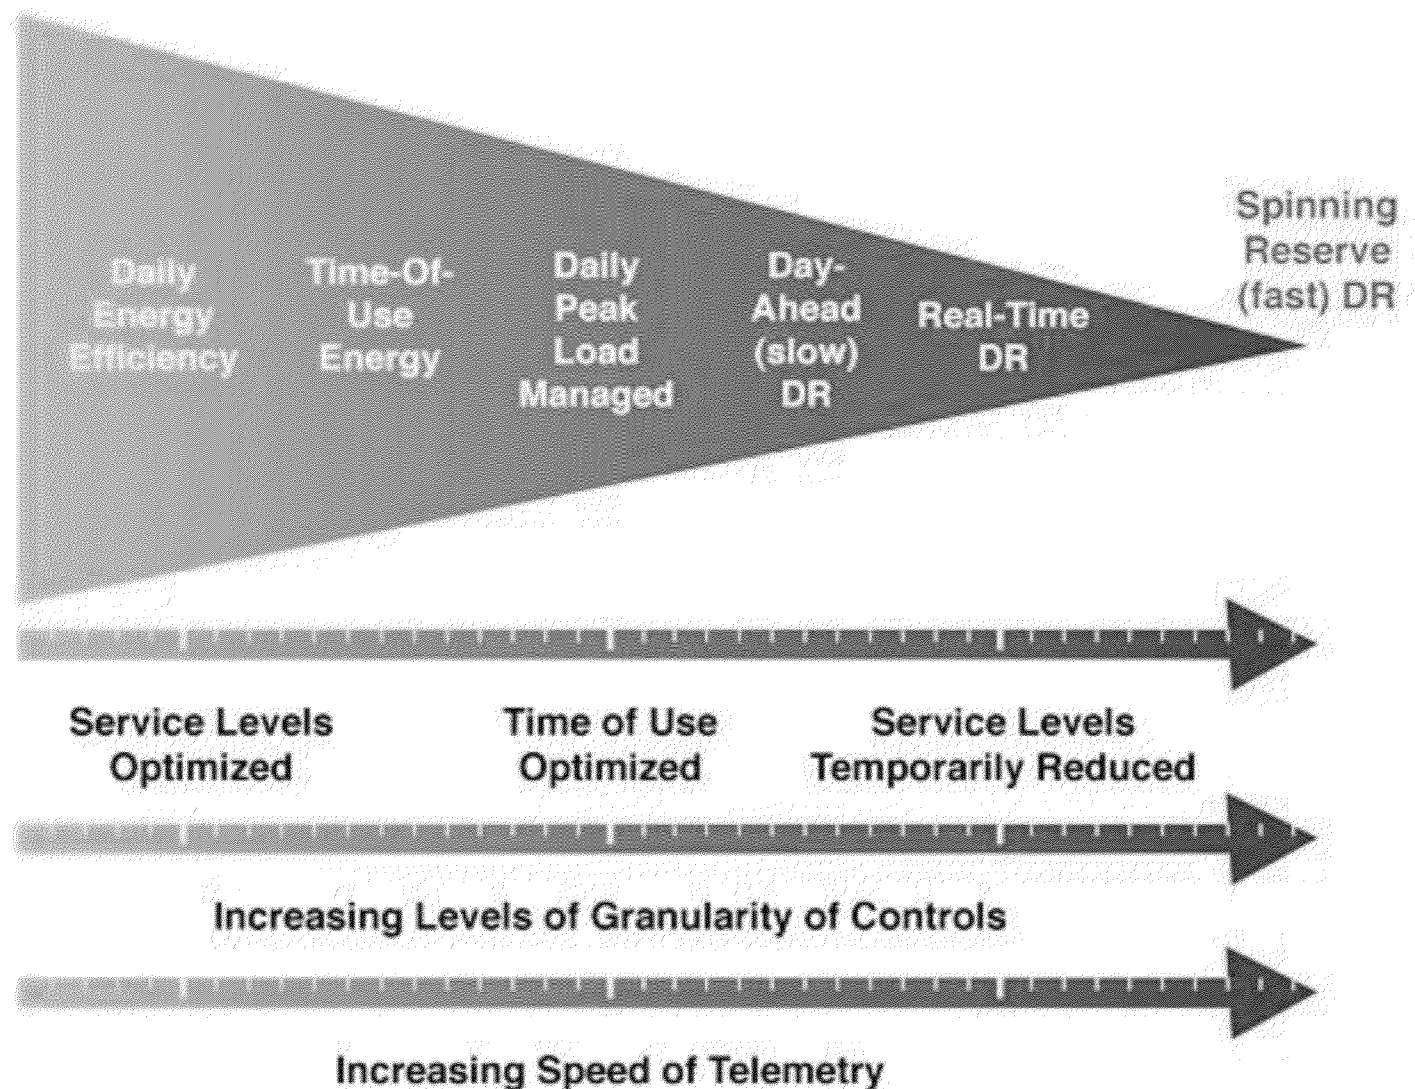 Daily
Energy
Efficiency
Time-Of-
Use
Energy
Daily
Peak
Load
Managed
Day-
Ahead
(slow)
DR
Real-Time
DR
Spinning
Reserve
(fast) DR
Service Levels
Optimized
Time of Use
Optimized
Service Levels
Temporarily Reduced
Increasing Levels of Granularity of Controls
Increasing Speed of Telemetry